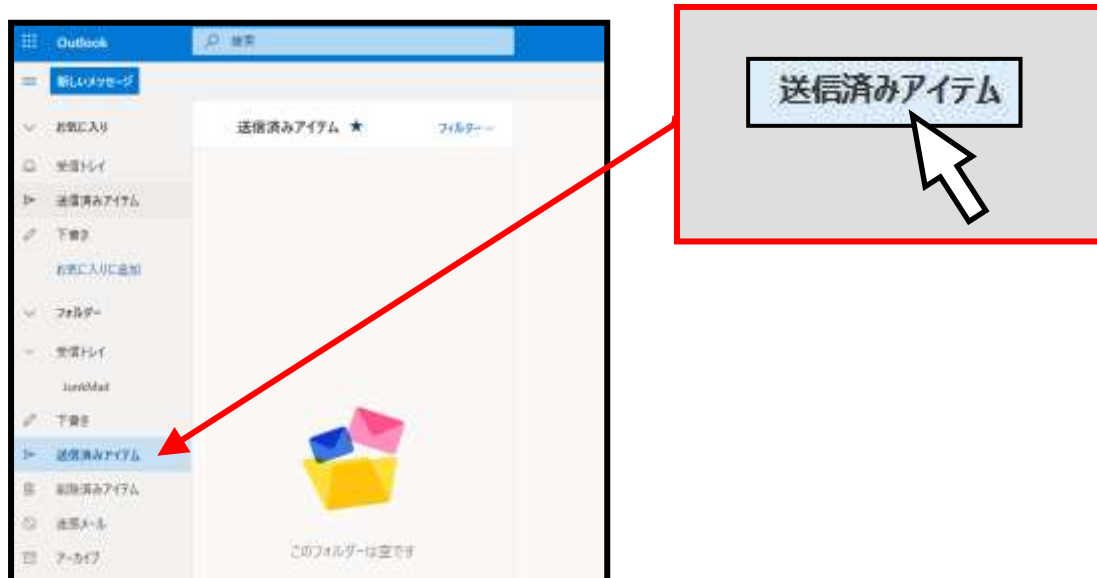 Outlook
検索
新しいメッセージ
お気に入り
受信トレイ
送信済みアイテム
下書き
お気に入りに追加
フォルダー
受信トレイ
JunkMail
下書き
送信済みアイテム
削除済みアイテム
迷惑メール
アーカイブ
送信済みアイテム ★
フィルター
このフォルダーは空です
送信済みアイテム